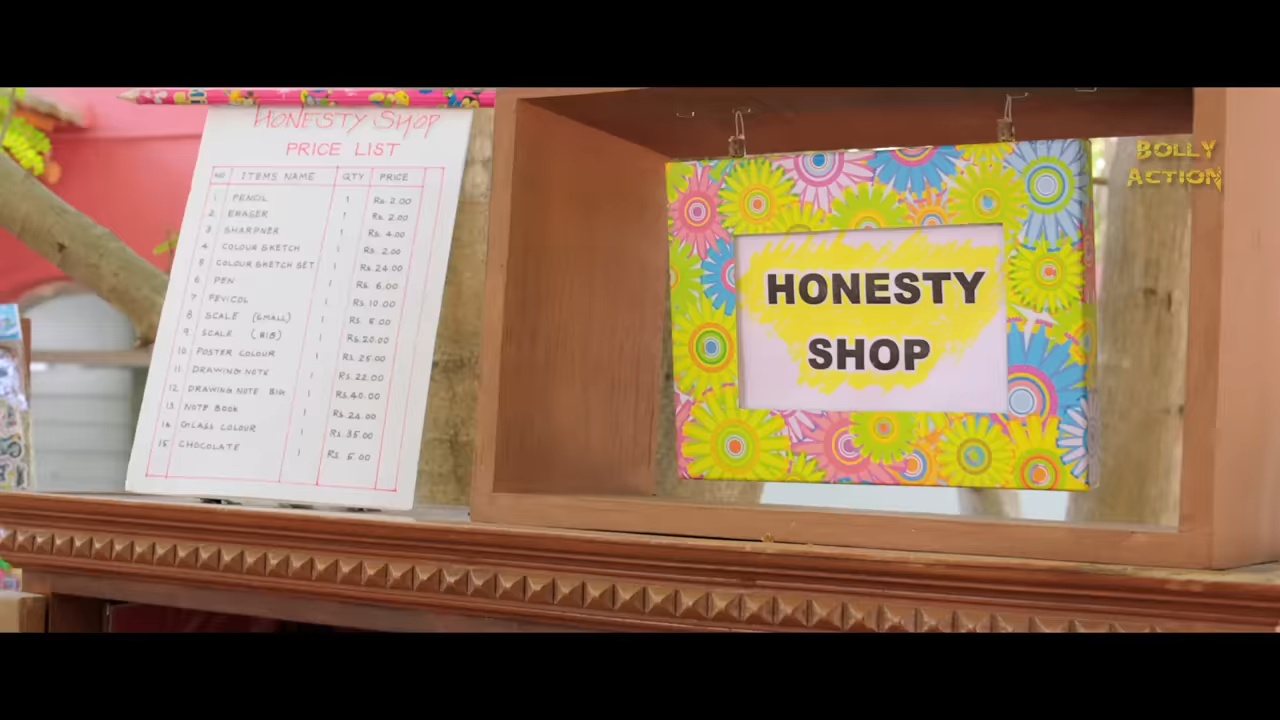 HONESTY SHOP
PRICE LIST
NO ITEMS NAME QTY PRICE
1 PENCIL 1 Rs. 2.00
2 ERASER 1 Rs. 2.00
3 SHARPNER 1 Rs. 4.00
4 COLOUR SKETCH 1 Rs. 2.00
5 COLOUR SKETCH SET 1 Rs. 24.00
6 PEN 1 Rs. 6.00
7 FEVICOL 1 Rs. 10.00
8 SCALE (SMALL) 1 Rs. 5.00
9 SCALE (BIG) 1 Rs. 20.00
10 POSTER COLOUR 1 Rs. 25.00
11 DRAWING NOTE 1 Rs. 22.00
12 DRAWING NOTE BIG 1 Rs. 40.00
13 NOTE BOOK 1 Rs. 24.00
14 GLASS COLOUR 1 Rs. 35.00
15 CHOCOLATE 1 Rs. 5.00
HONESTY
SHOP
BOLLY
ACTION